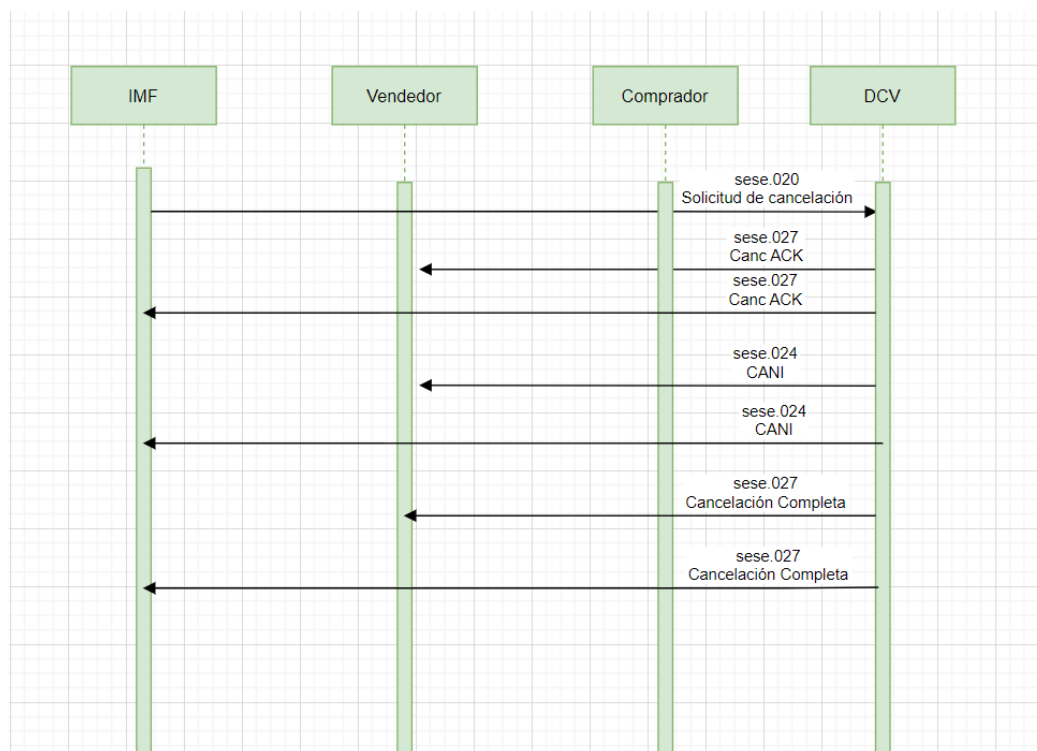 IMF
Vendedor
Comprador
DCV
sese.020
Solicitud de cancelación
sese.027
Canc ACK
sese.027
Canc ACK
sese.024
CANI
sese.024
CANI
sese.027
Cancelación Completa
sese.027
Cancelación Completa